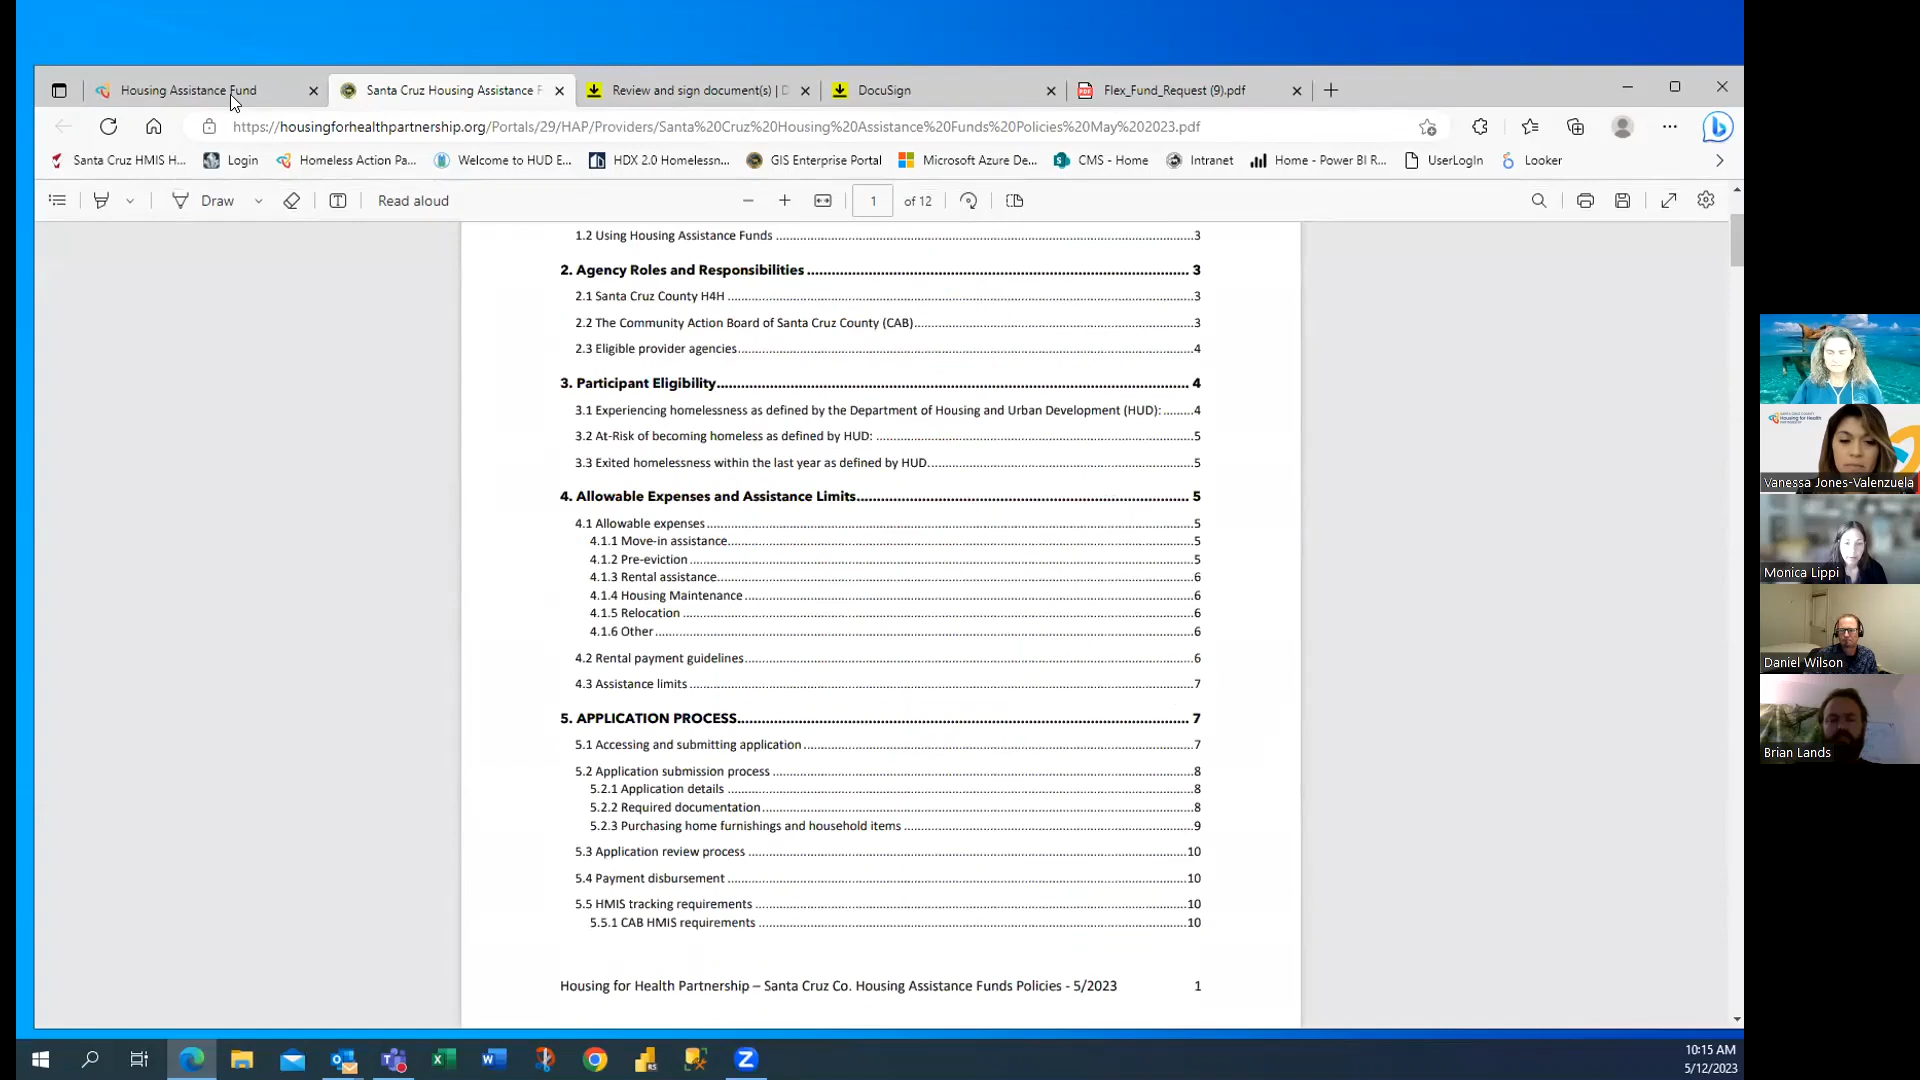 Housing Assistance Fund
Santa Cruz Housing Assistance F
Review and sign document(s) | D
DocuSign
Flex_Fund_Request (9).pdf
https://housingforhealthpartnership.org/Portals/29/HAP/Providers/Santa%20Cruz%20Housing%20Assistance%20Funds%20Policies%20May%202023.pdf
Santa Cruz HMIS H...
Login
Homeless Action Pa...
Welcome to HUD E...
HDX 2.0 Homelessn...
GIS Enterprise Portal
Microsoft Azure De...
CMS - Home
Intranet
Home - Power BI R...
UserLogIn
Looker
Draw
Read aloud
1 of 12
1.2 Using Housing Assistance Funds ... 3
2. Agency Roles and Responsibilities ... 3
2.1 Santa Cruz County H4H ... 3
2.2 The Community Action Board of Santa Cruz County (CAB) ... 3
2.3 Eligible provider agencies ... 4
3. Participant Eligibility ... 4
3.1 Experiencing homelessness as defined by the Department of Housing and Urban Development (HUD): ... 4
3.2 At-Risk of becoming homeless as defined by HUD: ... 5
3.3 Exited homelessness within the last year as defined by HUD. ... 5
4. Allowable Expenses and Assistance Limits ... 5
4.1 Allowable expenses ... 5
4.1.1 Move-in assistance ... 5
4.1.2 Pre-eviction ... 5
4.1.3 Rental assistance ... 6
4.1.4 Housing Maintenance ... 6
4.1.5 Relocation ... 6
4.1.6 Other ... 6
4.2 Rental payment guidelines ... 6
4.3 Assistance limits ... 7
5. APPLICATION PROCESS ... 7
5.1 Accessing and submitting application ... 7
5.2 Application submission process ... 8
5.2.1 Application details ... 8
5.2.2 Required documentation ... 8
5.2.3 Purchasing home furnishings and household items ... 9
5.3 Application review process ... 10
5.4 Payment disbursement ... 10
5.5 HMIS tracking requirements ... 10
5.5.1 CAB HMIS requirements ... 10
Housing for Health Partnership – Santa Cruz Co. Housing Assistance Funds Policies - 5/2023 1
Vanessa Jones-Valenzuela
Monica Lippi
Daniel Wilson
Brian Lands
10:15 AM
5/12/2023